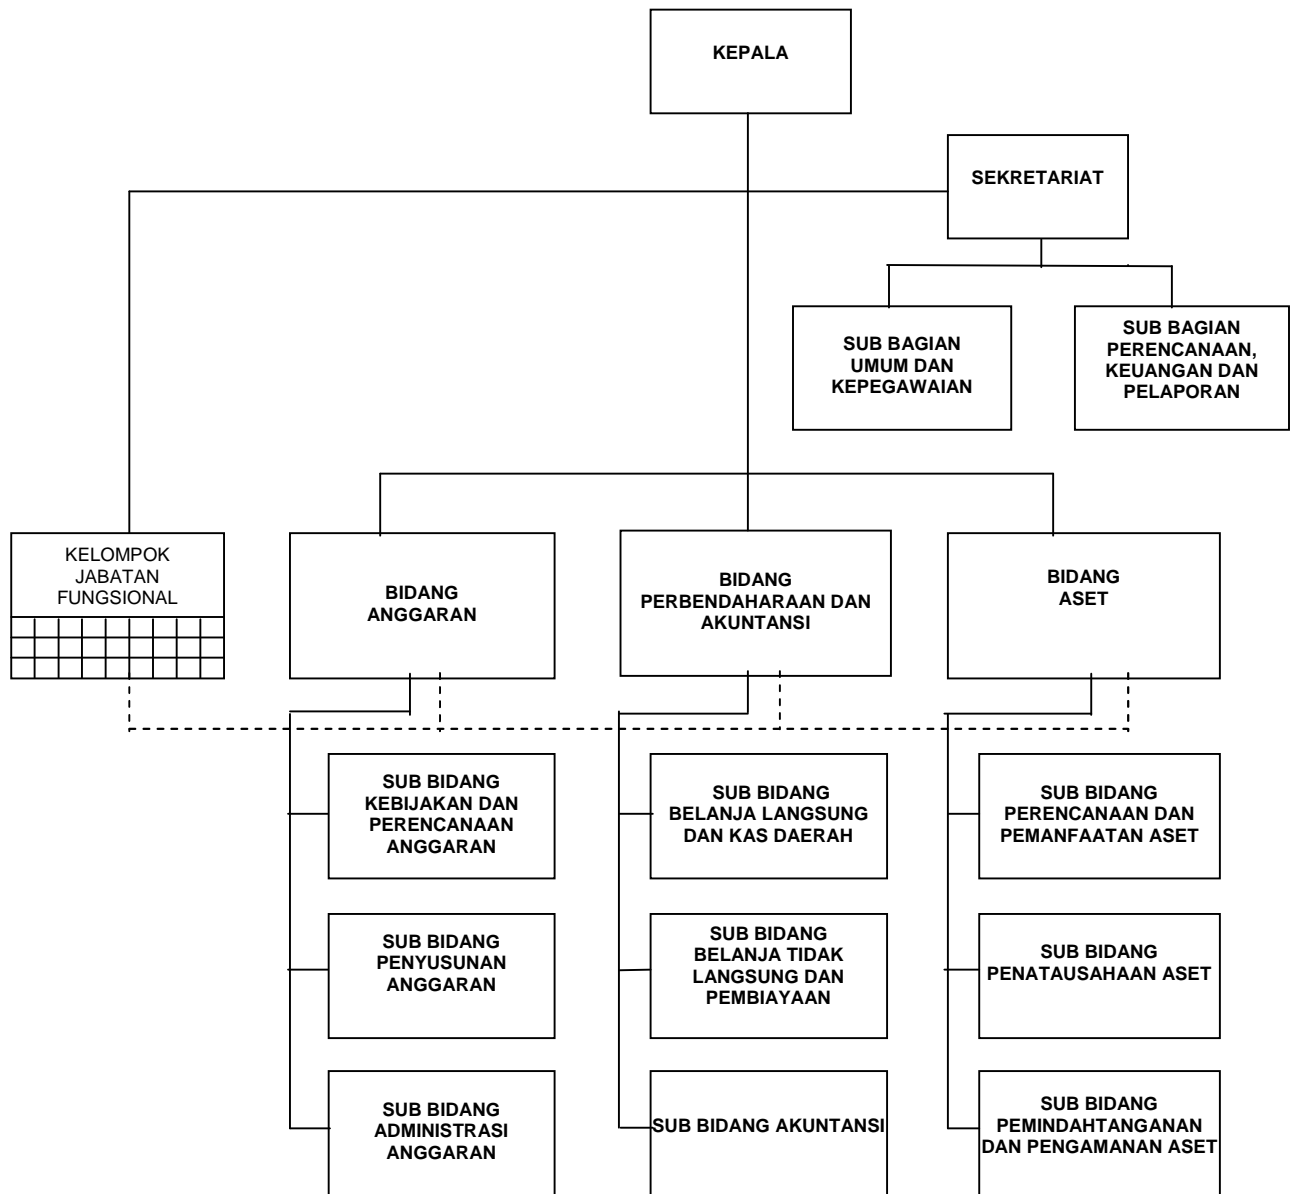 KEPALA
SEKRETARIAT
SUB BAGIAN
UMUM DAN
KEPEGAWAIAN
SUB BAGIAN
PERENCANAAN,
KEUANGAN DAN
PELAPORAN
KELOMPOK
JABATAN
FUNGSIONAL
BIDANG
ANGGARAN
BIDANG
PERBENDAHARAAN DAN
AKUNTANSI
BIDANG
ASET
SUB BIDANG
KEBIJAKAN DAN
PERENCANAAN
ANGGARAN
SUB BIDANG
BELANJA LANGSUNG
DAN KAS DAERAH
SUB BIDANG
PERENCANAAN DAN
PEMANFAATAN ASET
SUB BIDANG
PENYUSUNAN
ANGGARAN
SUB BIDANG
BELANJA TIDAK
LANGSUNG DAN
PEMBIAYAAN
SUB BIDANG
PENATAUSAHAAN ASET
SUB BIDANG
ADMINISTRASI
ANGGARAN
SUB BIDANG AKUNTANSI
SUB BIDANG
PEMINDAHTANGANAN
DAN PENGAMANAN ASET